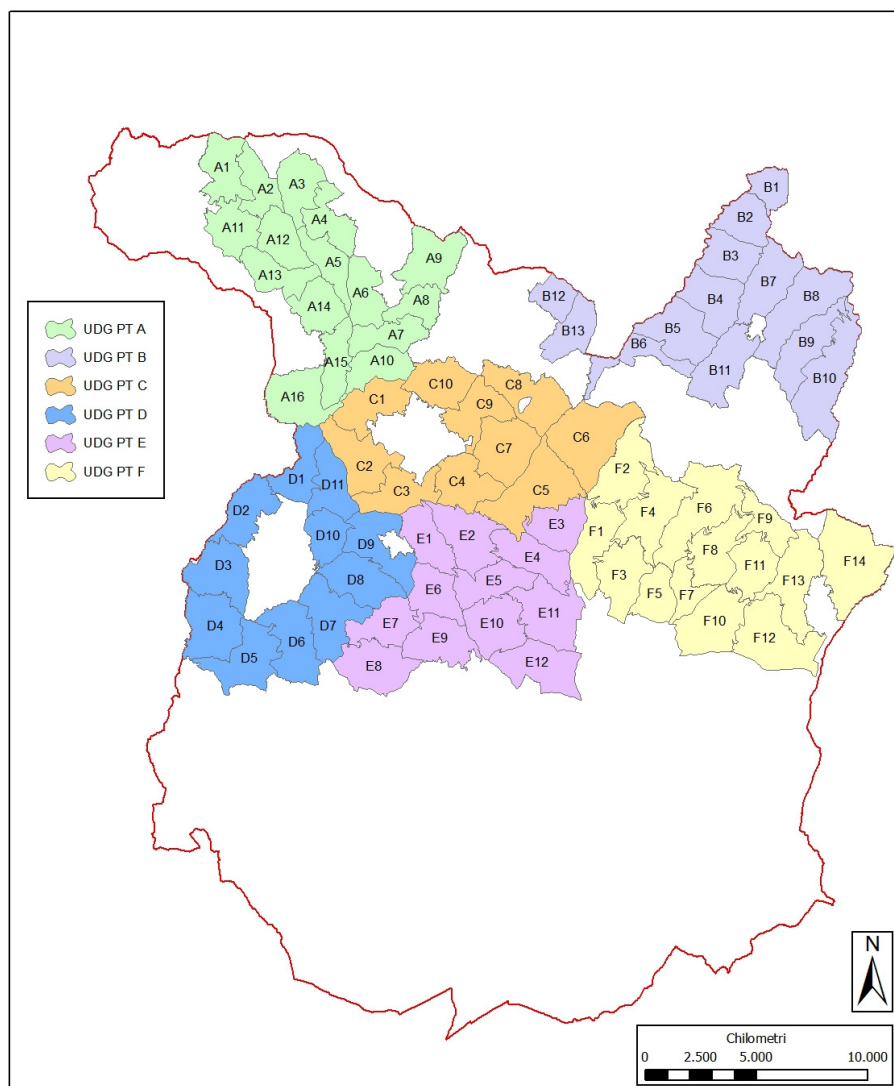 A1
A2
A3
A4
A11
A12
A5
A13
A6
A14
A9
A8
A7
A15
A10
A16
B1
B2
B3
B7
B4
B8
B12
B13
B5
B6
B9
B11
B10
UDG PT A
UDG PT B
UDG PT C
UDG PT D
UDG PT E
UDG PT F
C10
C8
C1
C9
C6
C7
C2
C4
C3
C5
D1
D11
D2
D10
D9
D3
D8
D4
D7
D6
D5
E3
E2
E1
E4
E5
E6
E7
E10
E11
E9
E8
E12
F2
F4
F6
F9
F1
F8
F14
F3
F11
F13
F5
F7
F10
F12
N
Chilometri
0 2.500 5.000 10.000